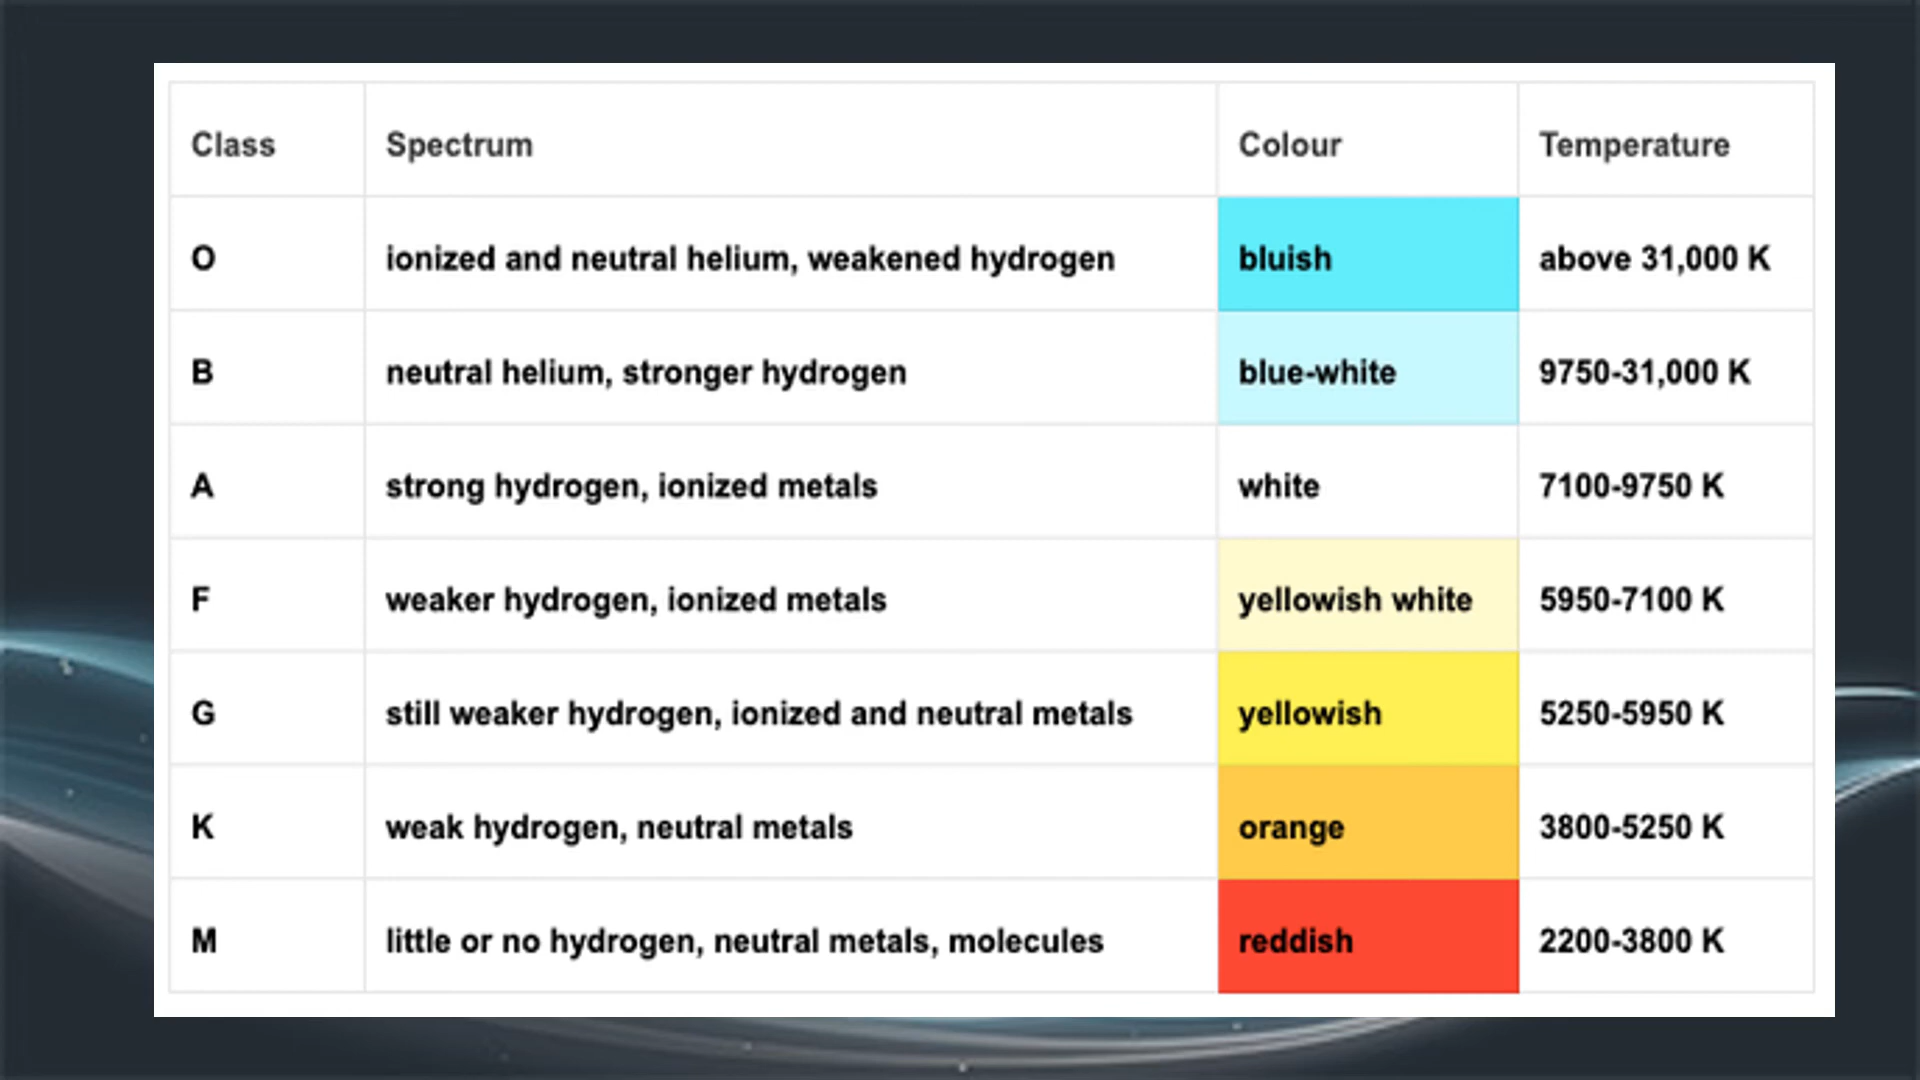 Class Spectrum Colour Temperature
O ionized and neutral helium, weakened hydrogen bluish above 31,000 K
B neutral helium, stronger hydrogen blue-white 9750-31,000 K
A strong hydrogen, ionized metals white 7100-9750 K
F weaker hydrogen, ionized metals yellowish white 5950-7100 K
G still weaker hydrogen, ionized and neutral metals yellowish 5250-5950 K
K weak hydrogen, neutral metals orange 3800-5250 K
M little or no hydrogen, neutral metals, molecules reddish 2200-3800 K